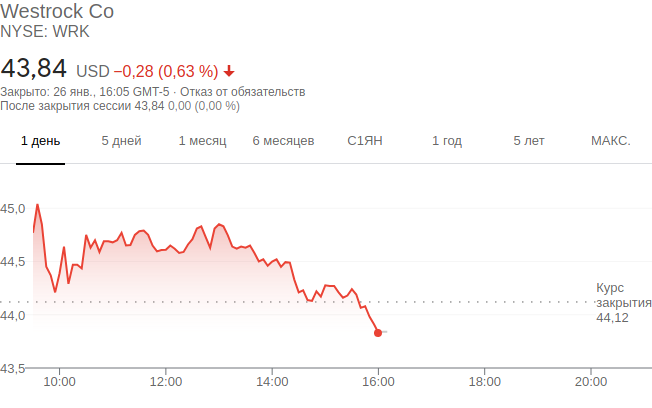 Westrock Co
NYSE: WRK
43,84 USD −0,28 (0,63 %)
Закрыто: 26 янв., 16:05 GMT-5 · Отказ от обязательств
После закрытия сессии 43,84 0,00 (0,00 %)
1 день 5 дней 1 месяц 6 месяцев С1ЯН 1 год 5 лет МАКС.
45,0
44,5
Курс
закрытия
44,12
44,0
43,5
10:00 12:00 14:00 16:00 18:00 20:00